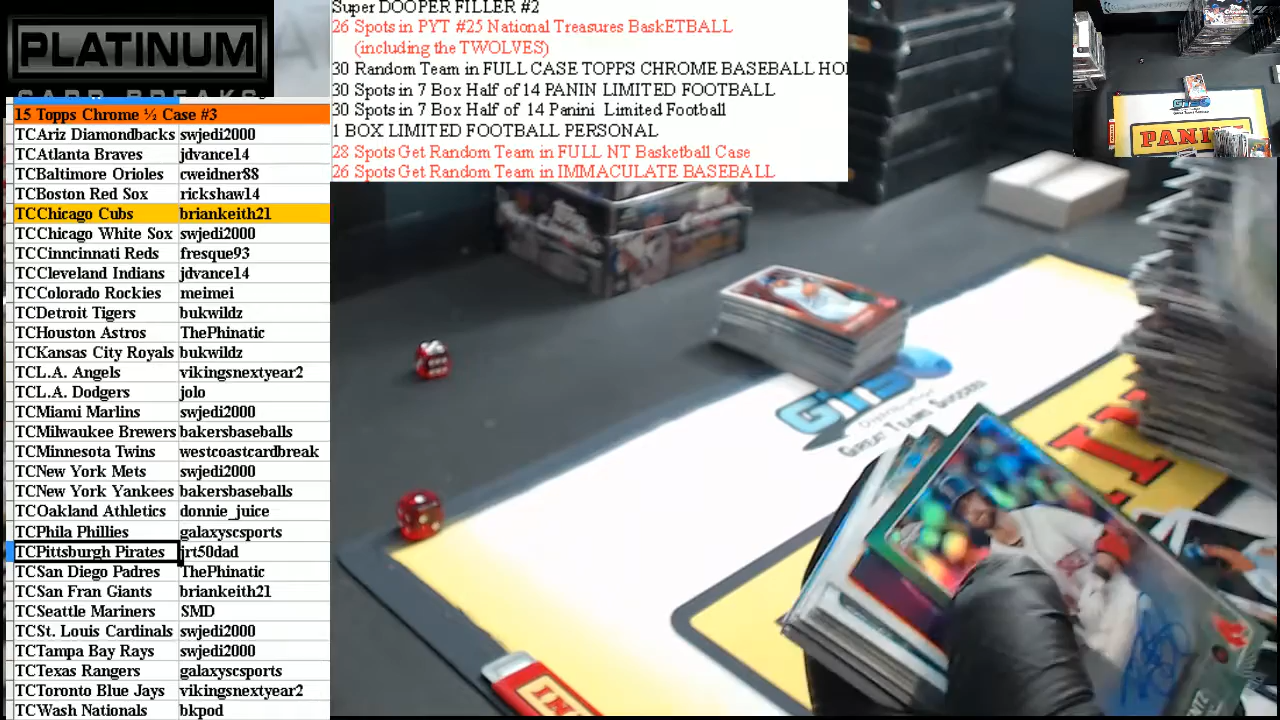 PLATINUM
CARD BREAKS
15 Topps Chrome ½ Case #3
TCAriz Diamondbacks swjedi2000
TCAtlanta Braves jdvance14
TCBaltimore Orioles cweidner88
TCBoston Red Sox rickshaw14
TCChicago Cubs briankeith21
TCChicago White Sox swjedi2000
TCCinncincinnati Reds fresque93
TCCleveland Indians jdvance14
TCColorado Rockies meimei
TCDetroit Tigers bukwildz
TCHouston Astros ThePhinatic
TCKansas City Royals bukwildz
TCL.A. Angels vikingsnextyear2
TCL.A. Dodgers jolo
TCMiami Marlins swjedi2000
TCMilwaukee Brewers bakersbaseballs
TCMinnesota Twins westcoastcardbreak
TCNew York Mets swjedi2000
TCNew York Yankees bakersbaseballs
TCOakland Athletics donnie_juice
TCPhila Phillies galaxyscsports
TCPittsburgh Pirates jrt50dad
TCSan Diego Padres ThePhinatic
TCSan Fran Giants briankeith21
TCSeattle Mariners SMD
TCSt. Louis Cardinals swjedi2000
TCTampa Bay Rays swjedi2000
TCTexas Rangers galaxyscsports
TCToronto Blue Jays vikingsnextyear2
TCWash Nationals bkpod
Super DOOPER FILLER #2
26 Spots in PYT #25 National Treasures BaskETBALL
(including the TWOLVES)
30 Random Team in FULL CASE TOPPS CHROME BASEBALL HO
30 Spots in 7 Box Half of 14 PANIN LIMITED FOOTBALL
30 Spots in 7 Box Half of 14 Panini Limited Football
1 BOX LIMITED FOOTBALL PERSONAL
28 Spots Get Random Team in FULL NT Basketball Case
26 Spots Get Random Team in IMMACULATE BASEBALL
PANINI
GTS
Distribution
GREAT TEAMS SUCCEED